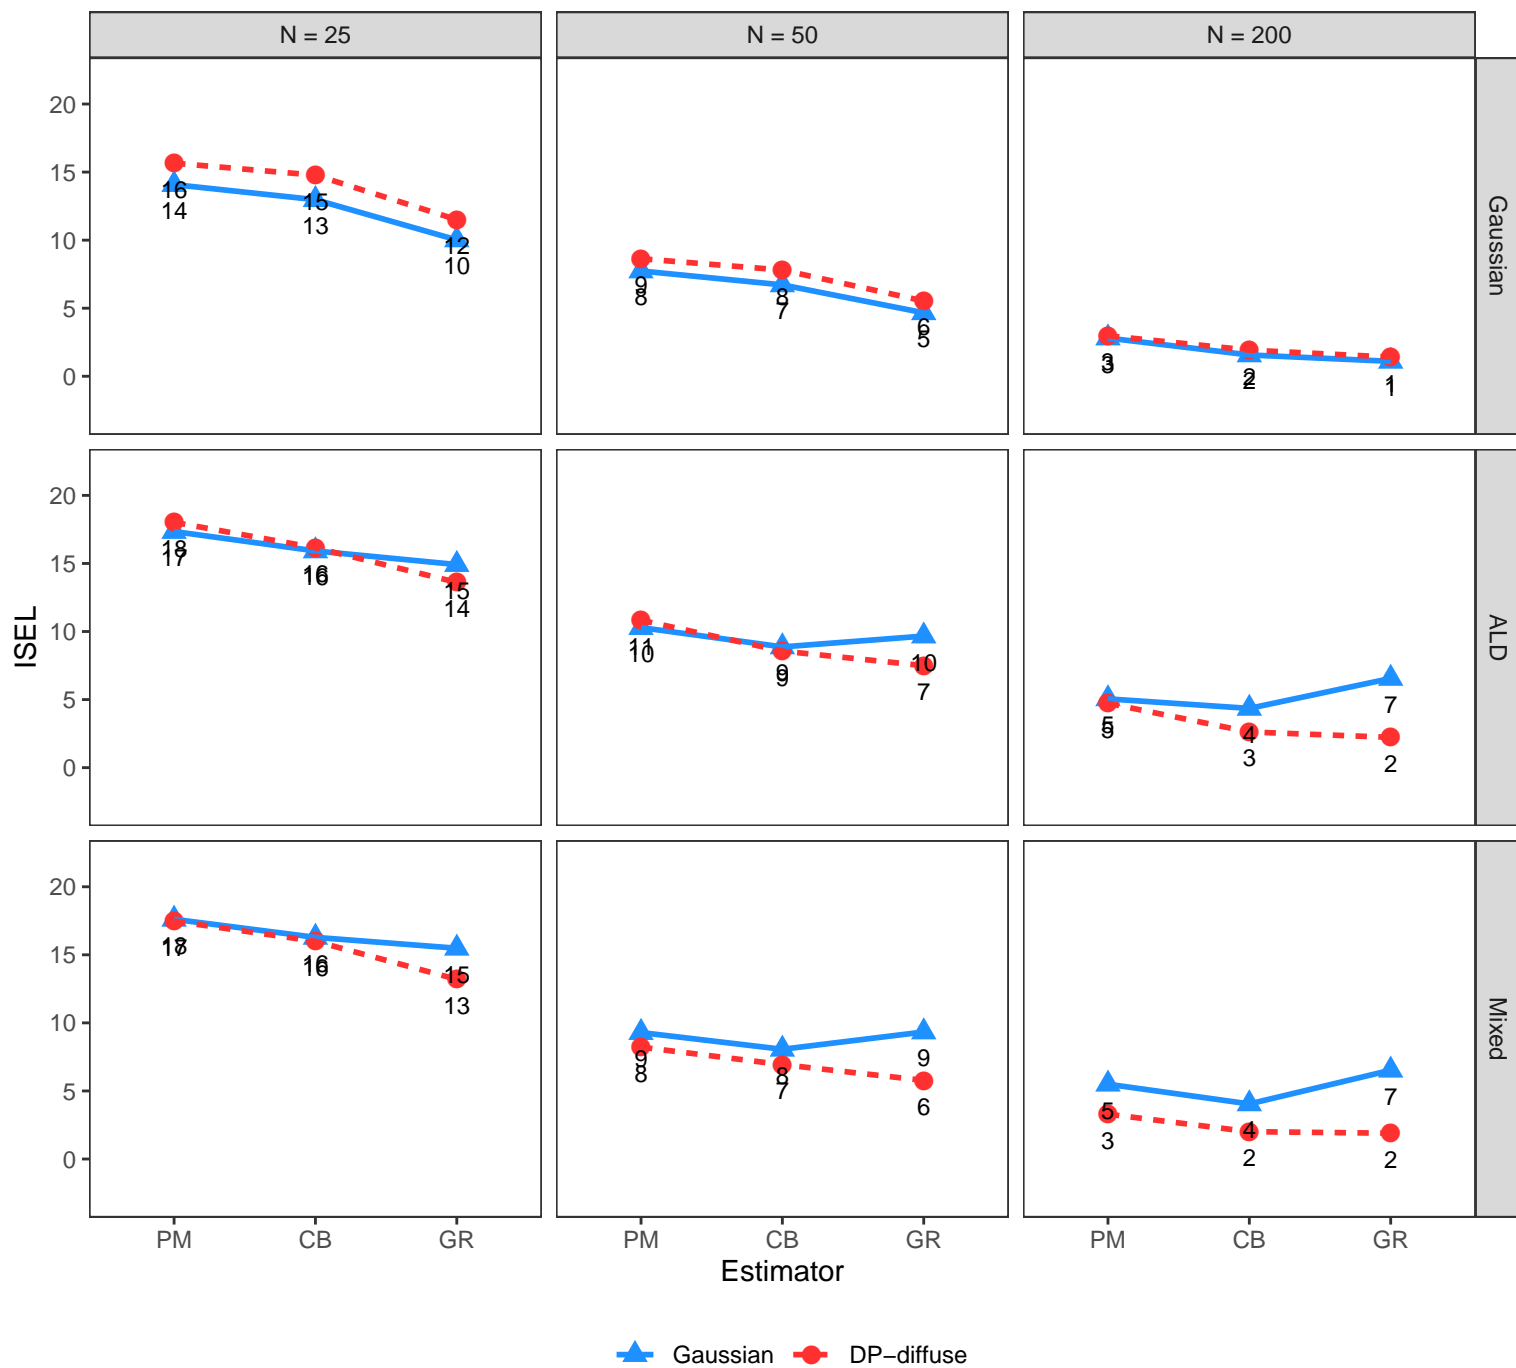 N = 25 N = 50 N = 200
20
15
10
5
0
16 15 12
14 13 10
9 8 6
8 7 5
3 2 1
3 2 1
Gaussian
20
15
10
5
0
18 16 15
17 16 14
11 9 10
10 9 7
5 4 7
5 3 2
ALD
ISEL
20
15
10
5
0
18 16 15
17 16 13
9 8 9
8 7 6
5 4 7
3 2 2
Mixed
PM CB GR PM CB GR PM CB GR
Estimator
Gaussian DP−diffuse